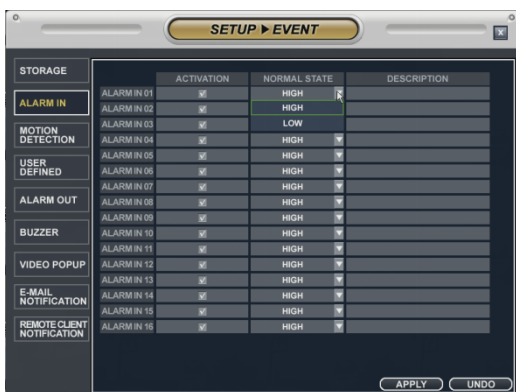 SETUP ▶ EVENT
X
STORAGE
ALARM IN
MOTION
DETECTION
USER
DEFINED
ALARM OUT
BUZZER
VIDEO POPUP
E-MAIL
NOTIFICATION
REMOTE CLIENT
NOTIFICATION
ACTIVATION NORMAL STATE DESCRIPTION
ALARM IN 01 HIGH
ALARM IN 02 HIGH
ALARM IN 03 LOW
ALARM IN 04 HIGH
ALARM IN 05 HIGH
ALARM IN 06 HIGH
ALARM IN 07 HIGH
ALARM IN 08 HIGH
ALARM IN 09 HIGH
ALARM IN 10 HIGH
ALARM IN 11 HIGH
ALARM IN 12 HIGH
ALARM IN 13 HIGH
ALARM IN 14 HIGH
ALARM IN 15 HIGH
ALARM IN 16 HIGH
APPLY UNDO